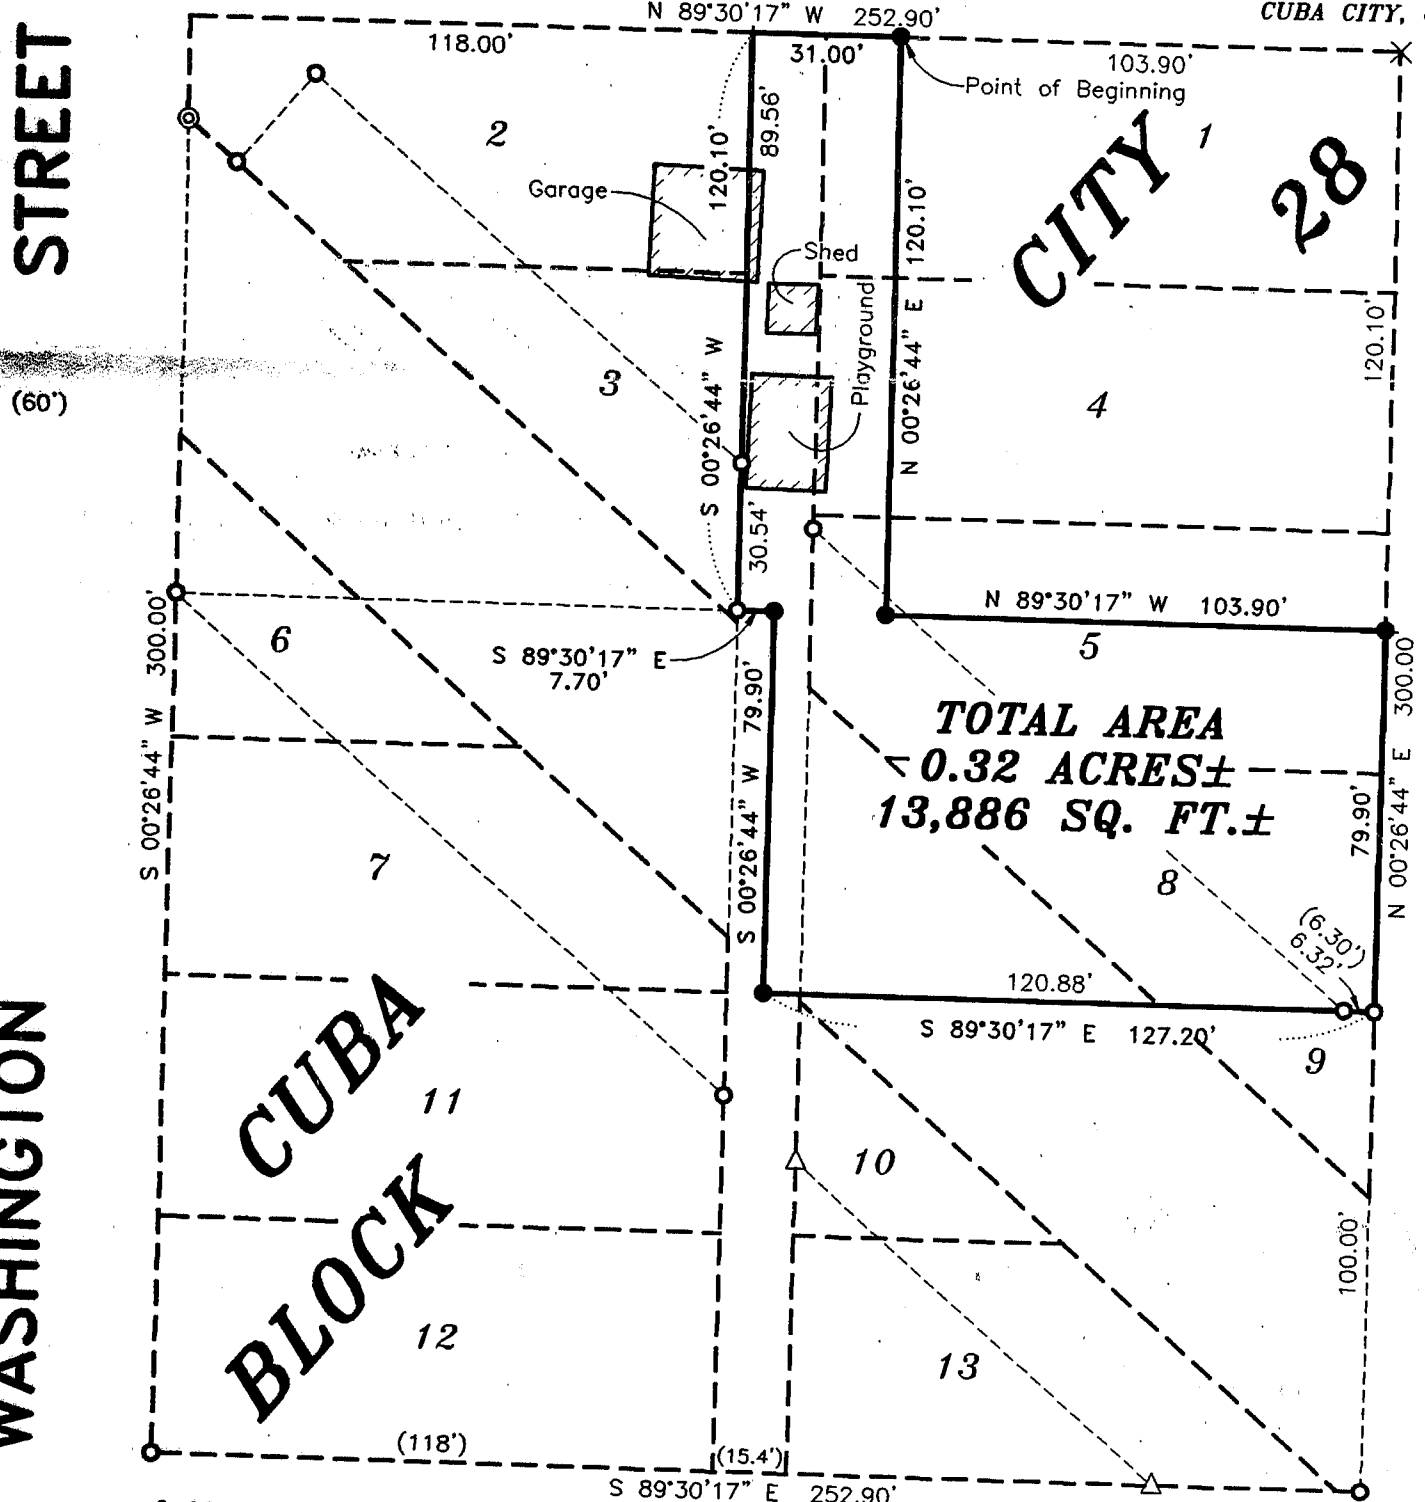 N 89°30'17" W 252.90'
CUBA CITY,
118.00'
31.00'
103.90'
Point of Beginning
STREET
2
1
89.56'
120.10'
CITY
28
Garage
Shed
120.10'
Playground
N 00°26'44" E
120.10'
3
4
(60')
S 00°26'44" W
30.54'
N 89°30'17" W 103.90'
5
6
S 89°30'17" E
7.70'
300.00'
S 00°26'44" W
79.90'
S 00°26'44" W
TOTAL AREA
0.32 ACRES±
13,886 SQ. FT.±
300.00
N 00°26'44" E
79.90'
7
8
(6.30')
6.32'
120.88'
S 89°30'17" E 127.20'
9
CUBA
11
10
WASHINGTON
BLOCK
12
13
100.00'
(118')
(15.4')
S 89°30'17" E 252.90'